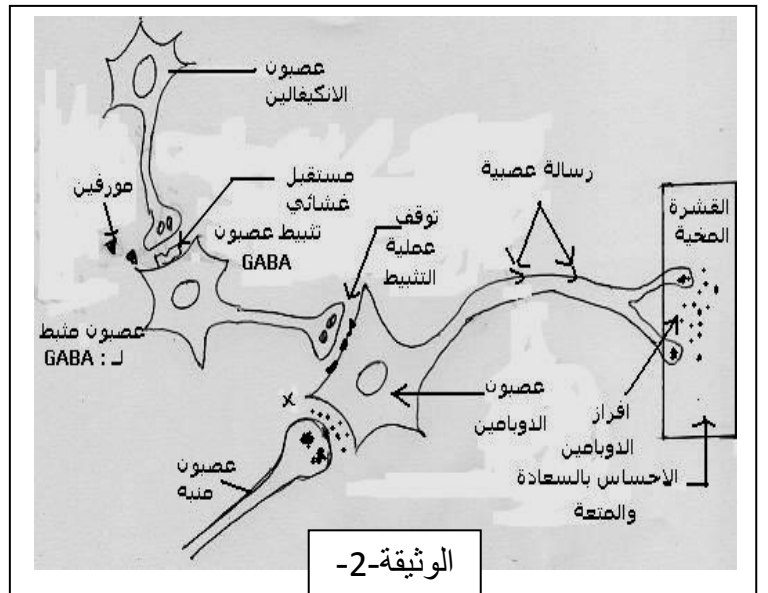 عصبون
الانكيفالين
مورفين
مستقبل
غشائي
تثبيط عصبون
GABA
توقف
عملية
التثبيط
رسالة عصبية
القشرة
المخية
عصبون مثبط
لـ : GABA
x
عصبون
منبه
عصبون
الدوبامين
افراز
الدوبامين
الاحساس بالسعادة
والمتعة
الوثيقة-2-